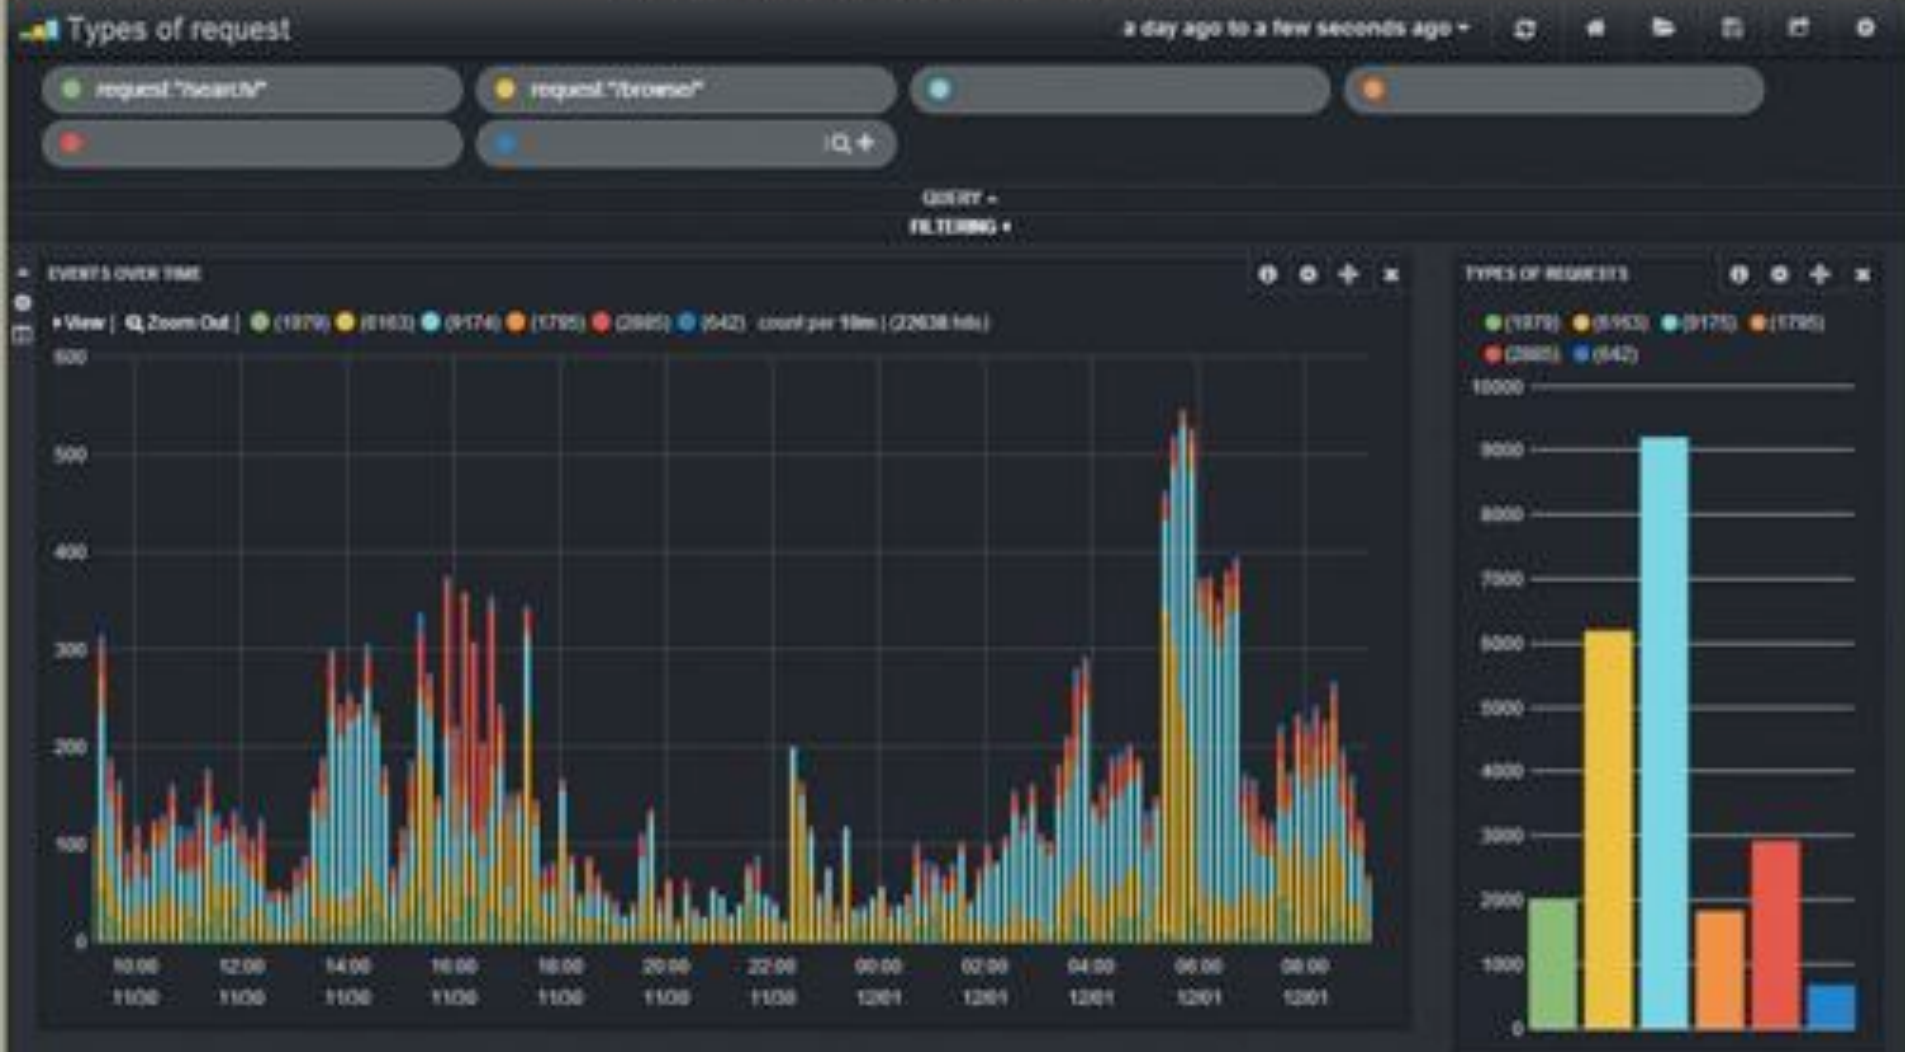 Types of request
a day ago to a few seconds ago
request:"/search/"
request:"/browse/"
QUERY
FILTERING
EVENTS OVER TIME
View | Zoom Out | (1979) (6163) (9174) (1795) (2885) (642) count per 10m | (22638 hits)
600
500
400
300
200
100
0
10:00 12:00 14:00 16:00 18:00 20:00 22:00 00:00 02:00 04:00 06:00 08:00
11/30 11/30 11/30 11/30 11/30 11/30 11/30 12/01 12/01 12/01 12/01 12/01
TYPES OF REQUESTS
(1979) (6163) (9175) (1795)
(2885) (642)
10000
9000
8000
7000
6000
5000
4000
3000
2000
1000
0